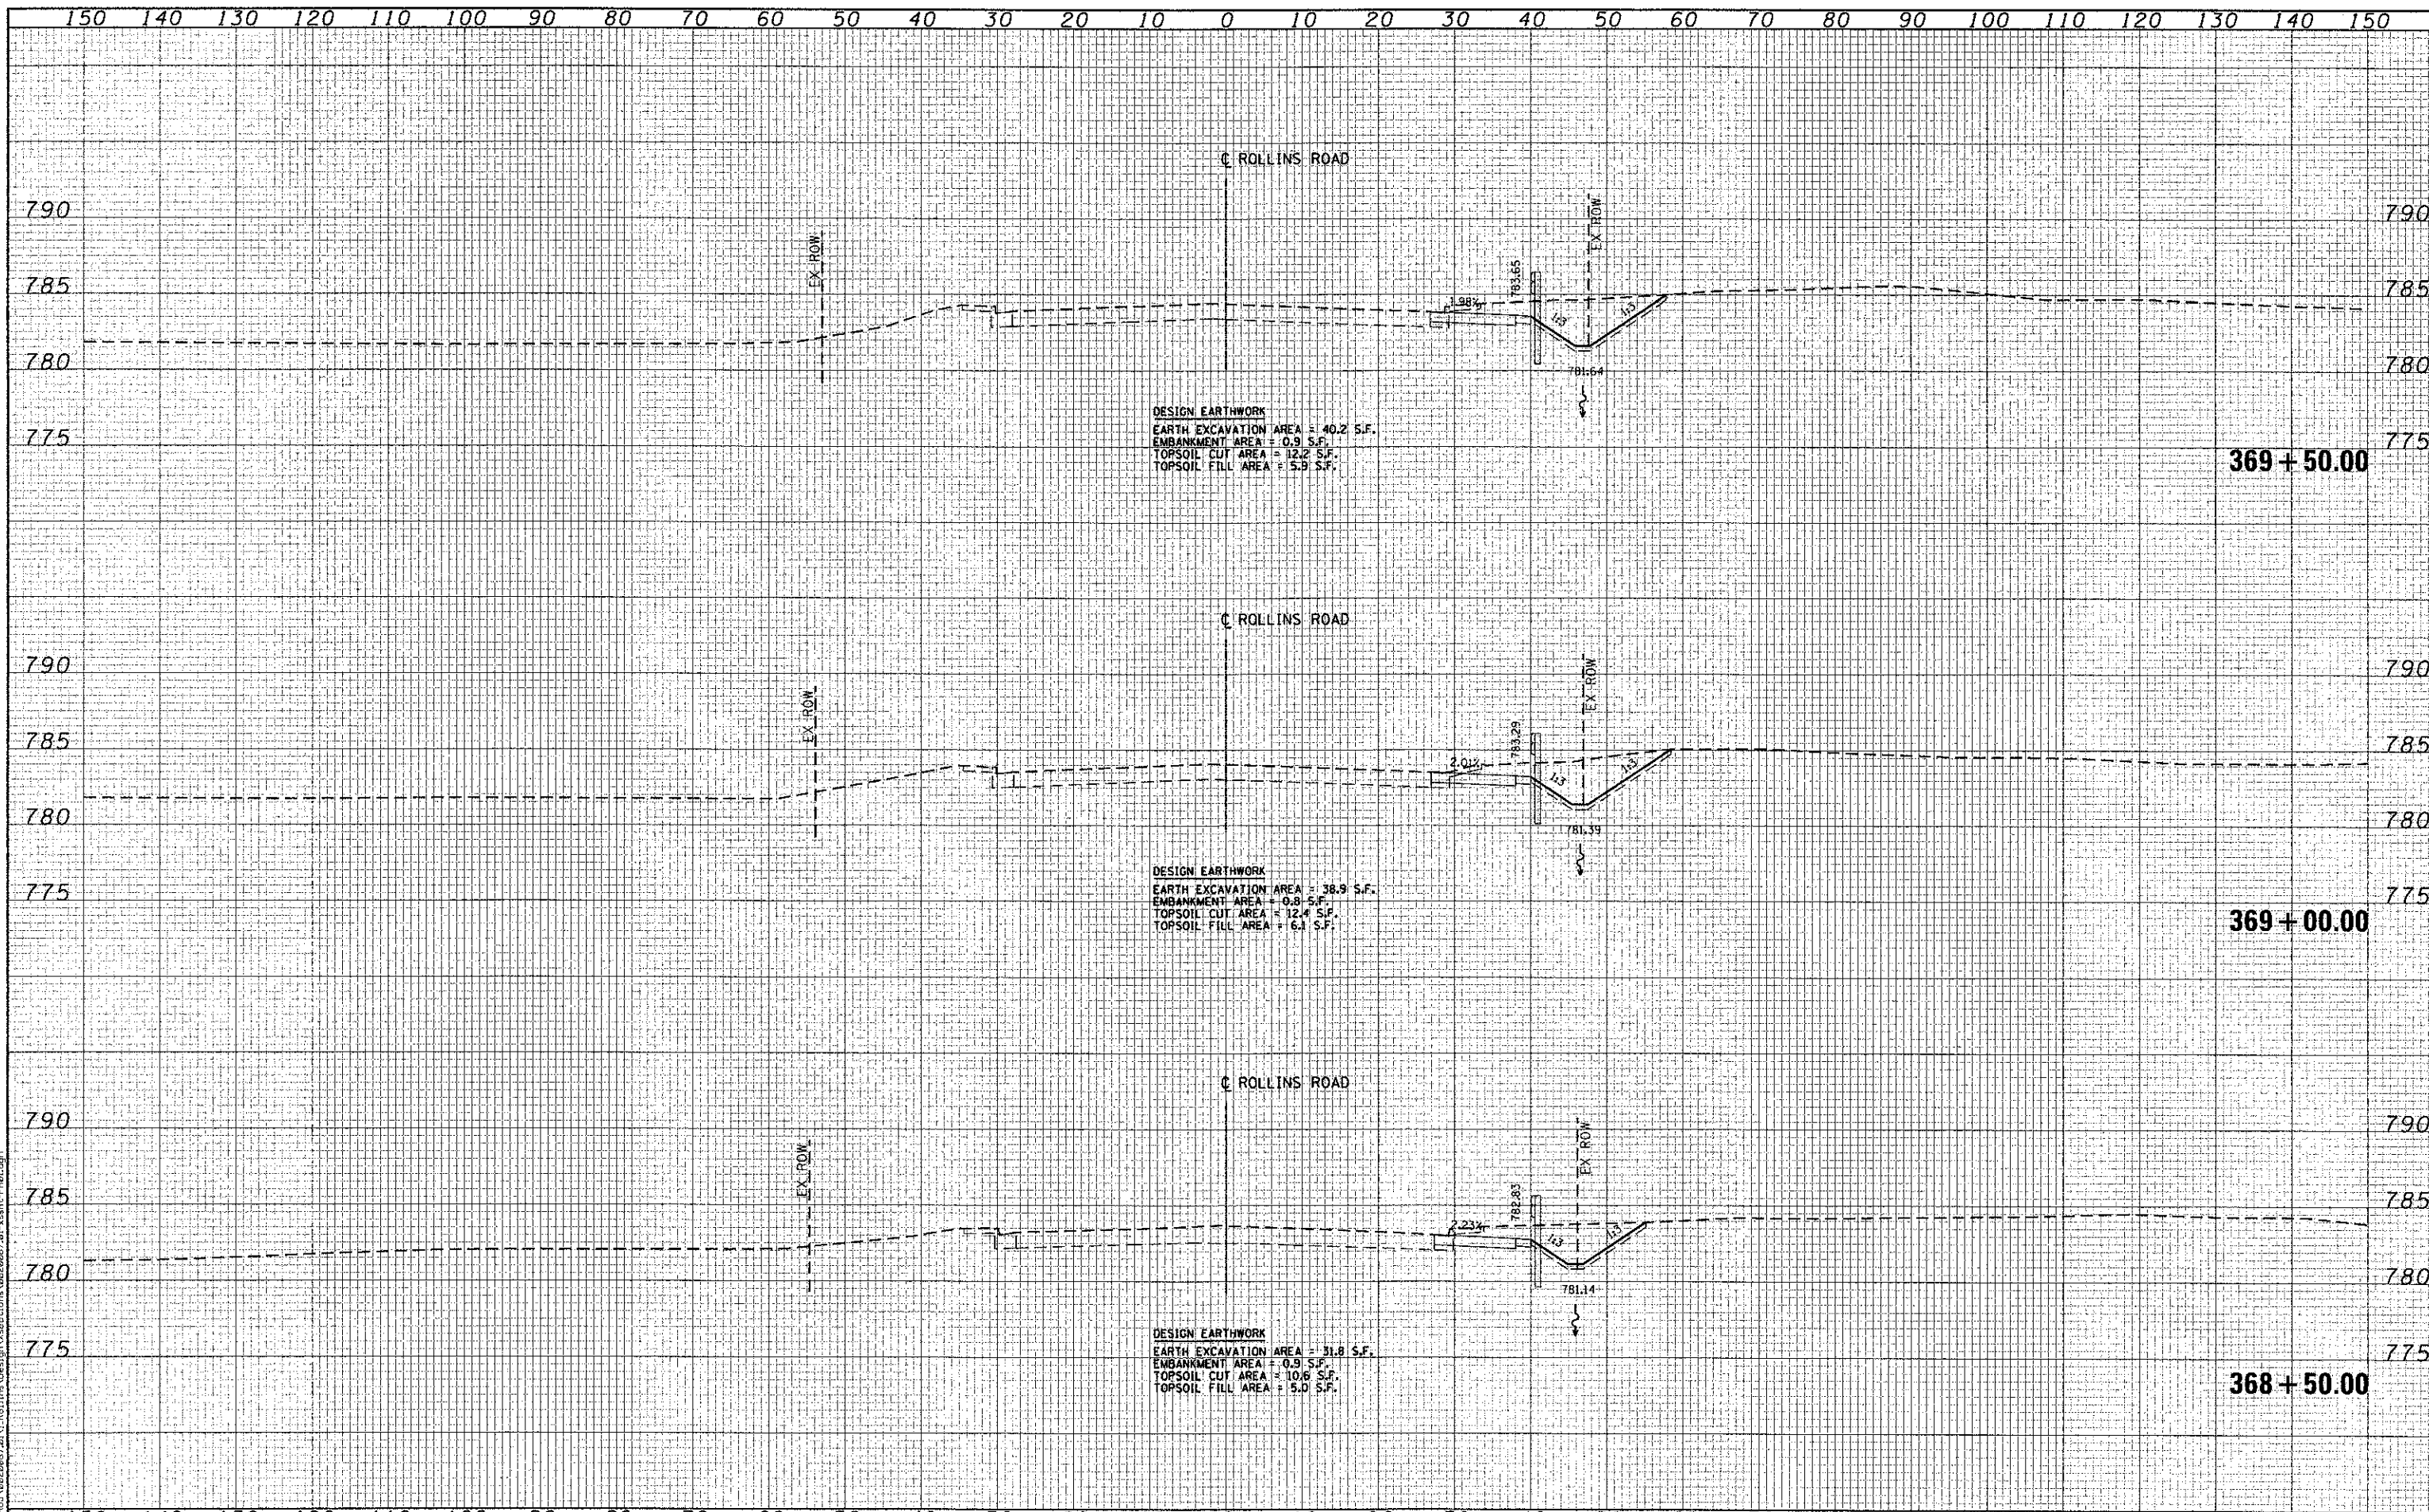 150 140 130 120 110 100 90 80 70 60 50 40 30 20 10 0 10 20 30 40 50 60 70 80 90 100 110 120 130 140 150
℄ ROLLINS ROAD
790 790
EX ROW
EX ROW
785 785
783.65
1.98%
1:3
1:3
780 780
781.64
DESIGN EARTHWORK
EARTH EXCAVATION AREA = 40.2 S.F.
EMBANKMENT AREA = 0.9 S.F.
TOPSOIL CUT AREA = 12.2 S.F.
TOPSOIL FILL AREA = 5.9 S.F.
775 775
369+50.00
℄ ROLLINS ROAD
790 790
EX ROW
EX ROW
785 785
783.29
2.01%
1:3
1:3
780 780
781.39
DESIGN EARTHWORK
EARTH EXCAVATION AREA = 38.9 S.F.
EMBANKMENT AREA = 0.8 S.F.
TOPSOIL CUT AREA = 12.4 S.F.
TOPSOIL FILL AREA = 6.1 S.F.
775 775
369+00.00
℄ ROLLINS ROAD
790 790
EX ROW
EX ROW
785 785
782.83
2.23%
1:3
1:3
780 780
781.14
DESIGN EARTHWORK
EARTH EXCAVATION AREA = 31.8 S.F.
EMBANKMENT AREA = 0.9 S.F.
TOPSOIL CUT AREA = 10.6 S.F.
TOPSOIL FILL AREA = 5.0 S.F.
775 775
368+50.00